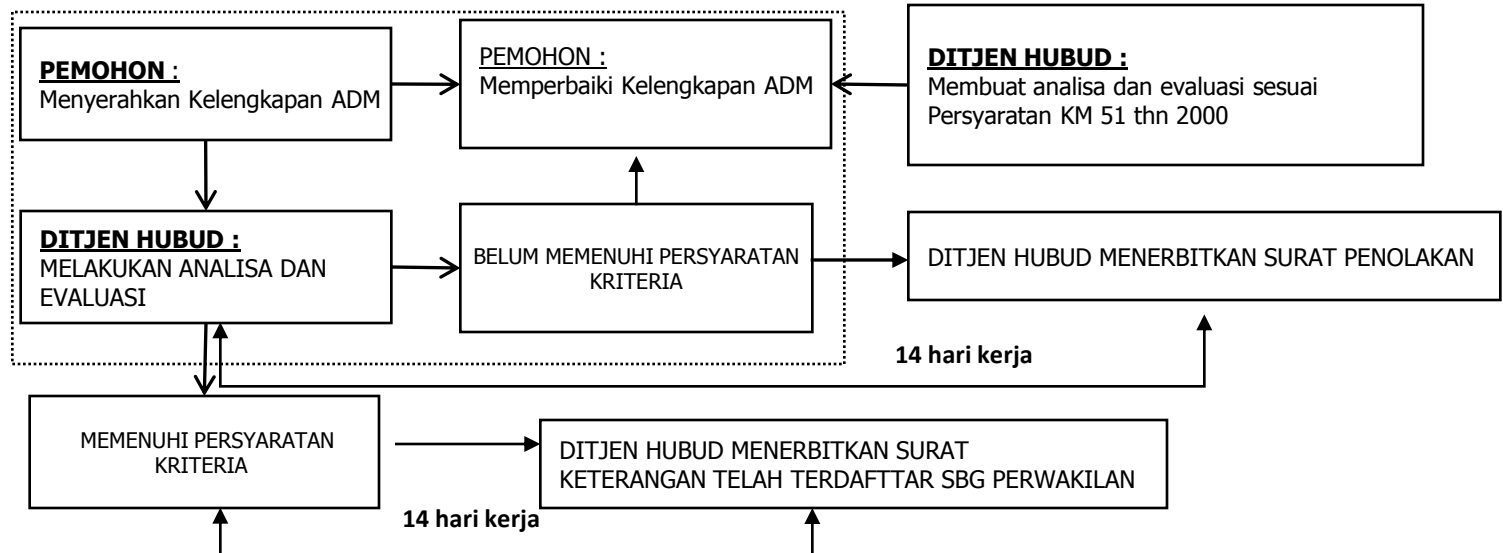 PEMOHON :
Menyerahkan Kelengkapan ADM
PEMOHON :
Memperbaiki Kelengkapan ADM
DITJEN HUBUD :
Membuat analisa dan evaluasi sesuai
Persyaratan KM 51 thn 2000
DITJEN HUBUD :
MELAKUKAN ANALISA DAN
EVALUASI
BELUM MEMENUHI PERSYARATAN
KRITERIA
DITJEN HUBUD MENERBITKAN SURAT PENOLAKAN
14 hari kerja
MEMENUHI PERSYARATAN
KRITERIA
DITJEN HUBUD MENERBITKAN SURAT
KETERANGAN TELAH TERDAFTTAR SBG PERWAKILAN
14 hari kerja